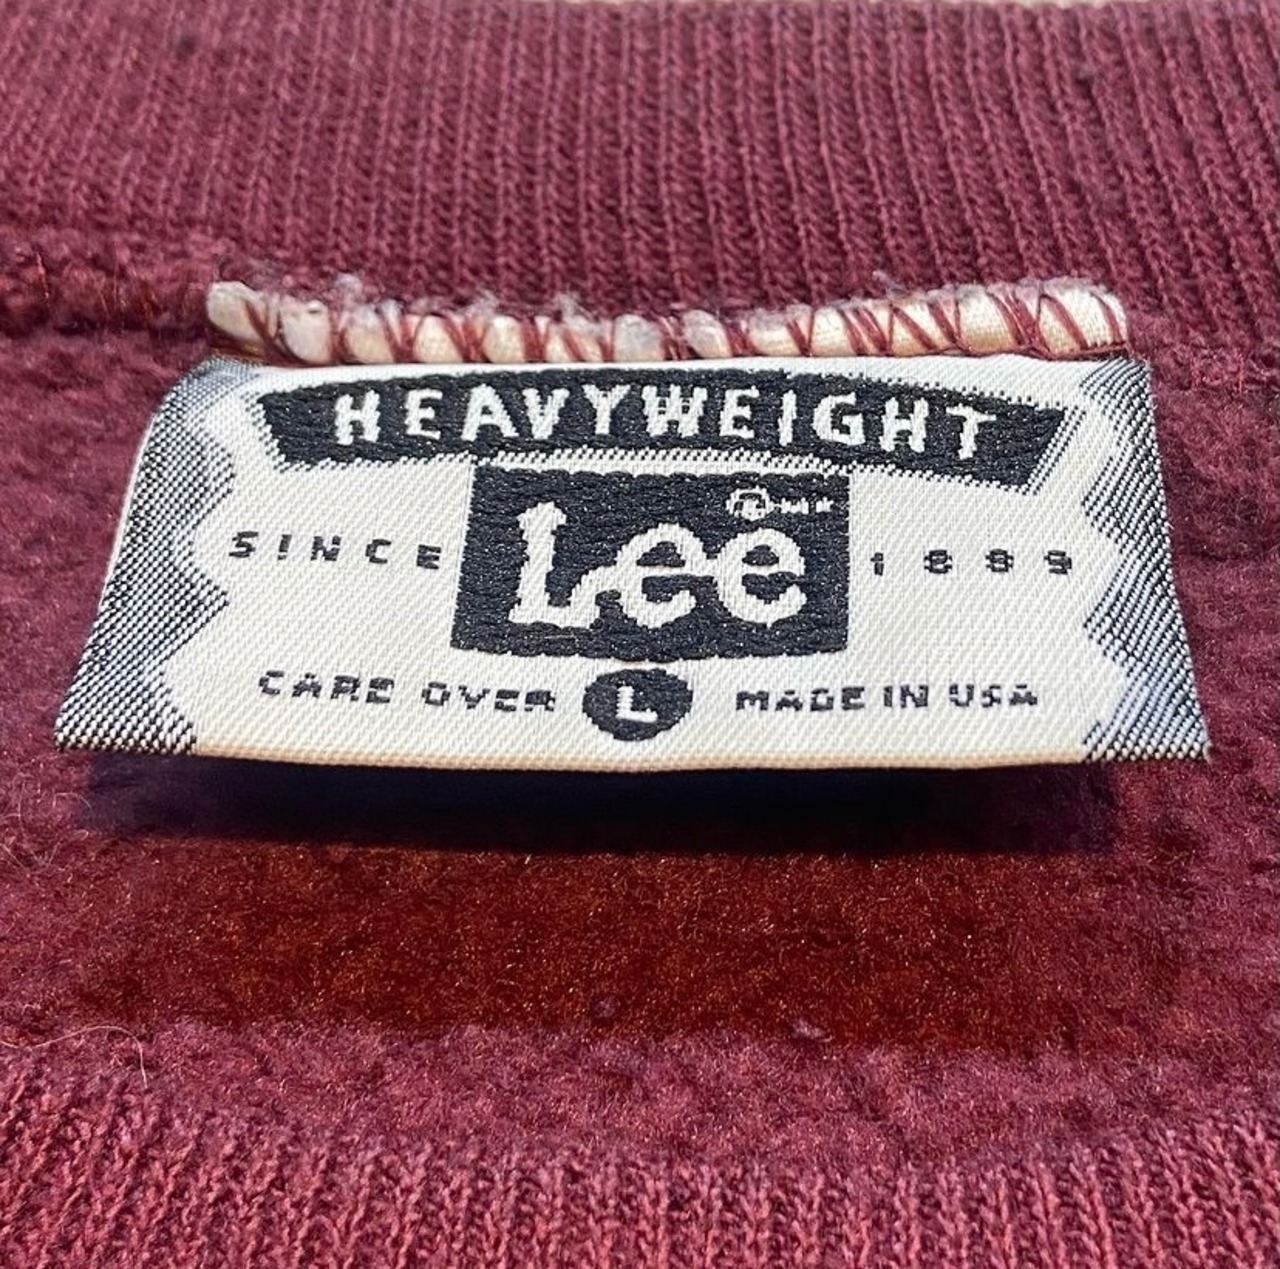 HEAVYWEIGHT
Lee
SINCE 1889
CARE OVER L MADE IN USA